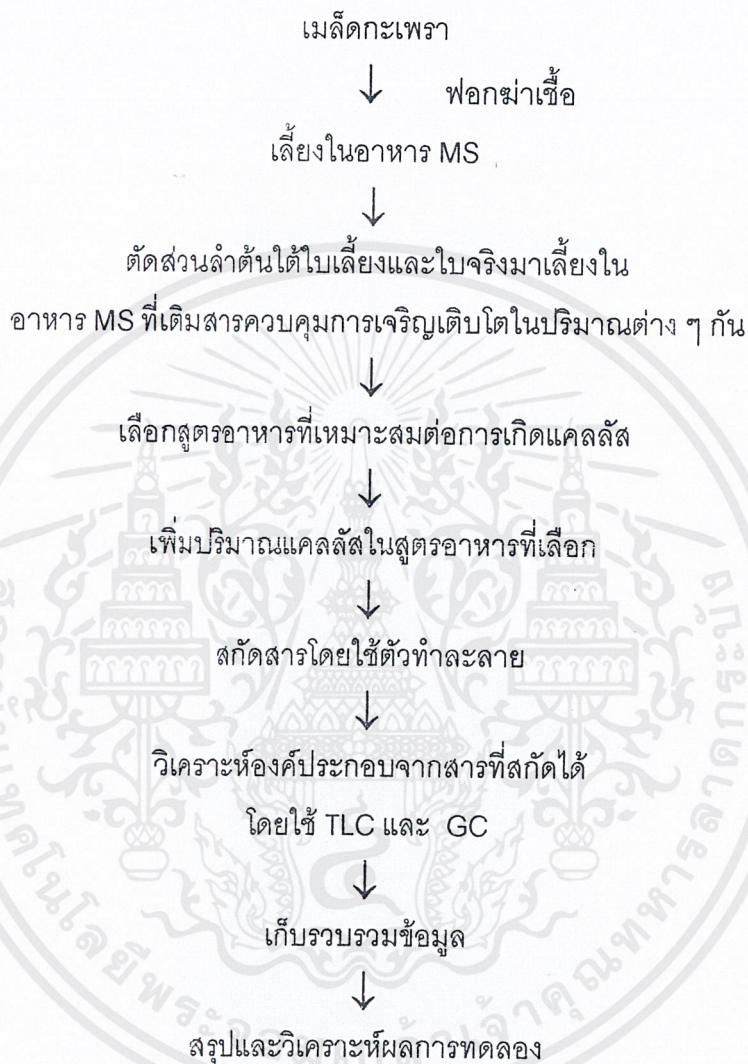 เมล็ดกะเพรา
↓ ฟอกฆ่าเชื้อ
เลี้ยงในอาหาร MS
↓
ตัดส่วนลำต้นใต้ใบเลี้ยงและใบจริงมาเลี้ยงใน
อาหาร MS ที่เติมสารควบคุมการเจริญเติบโตในปริมาณต่าง ๆ กัน
↓
เลือกสูตรอาหารที่เหมาะสมต่อการเกิดแคลลัส
↓
เพิ่มปริมาณแคลลัสในสูตรอาหารที่เลือก
↓
สกัดสารโดยใช้ตัวทำละลาย
↓
วิเคราะห์องค์ประกอบจากสารที่สกัดได้
โดยใช้ TLC และ GC
↓
เก็บรวบรวมข้อมูล
↓
สรุปและวิเคราะห์ผลการทดลอง